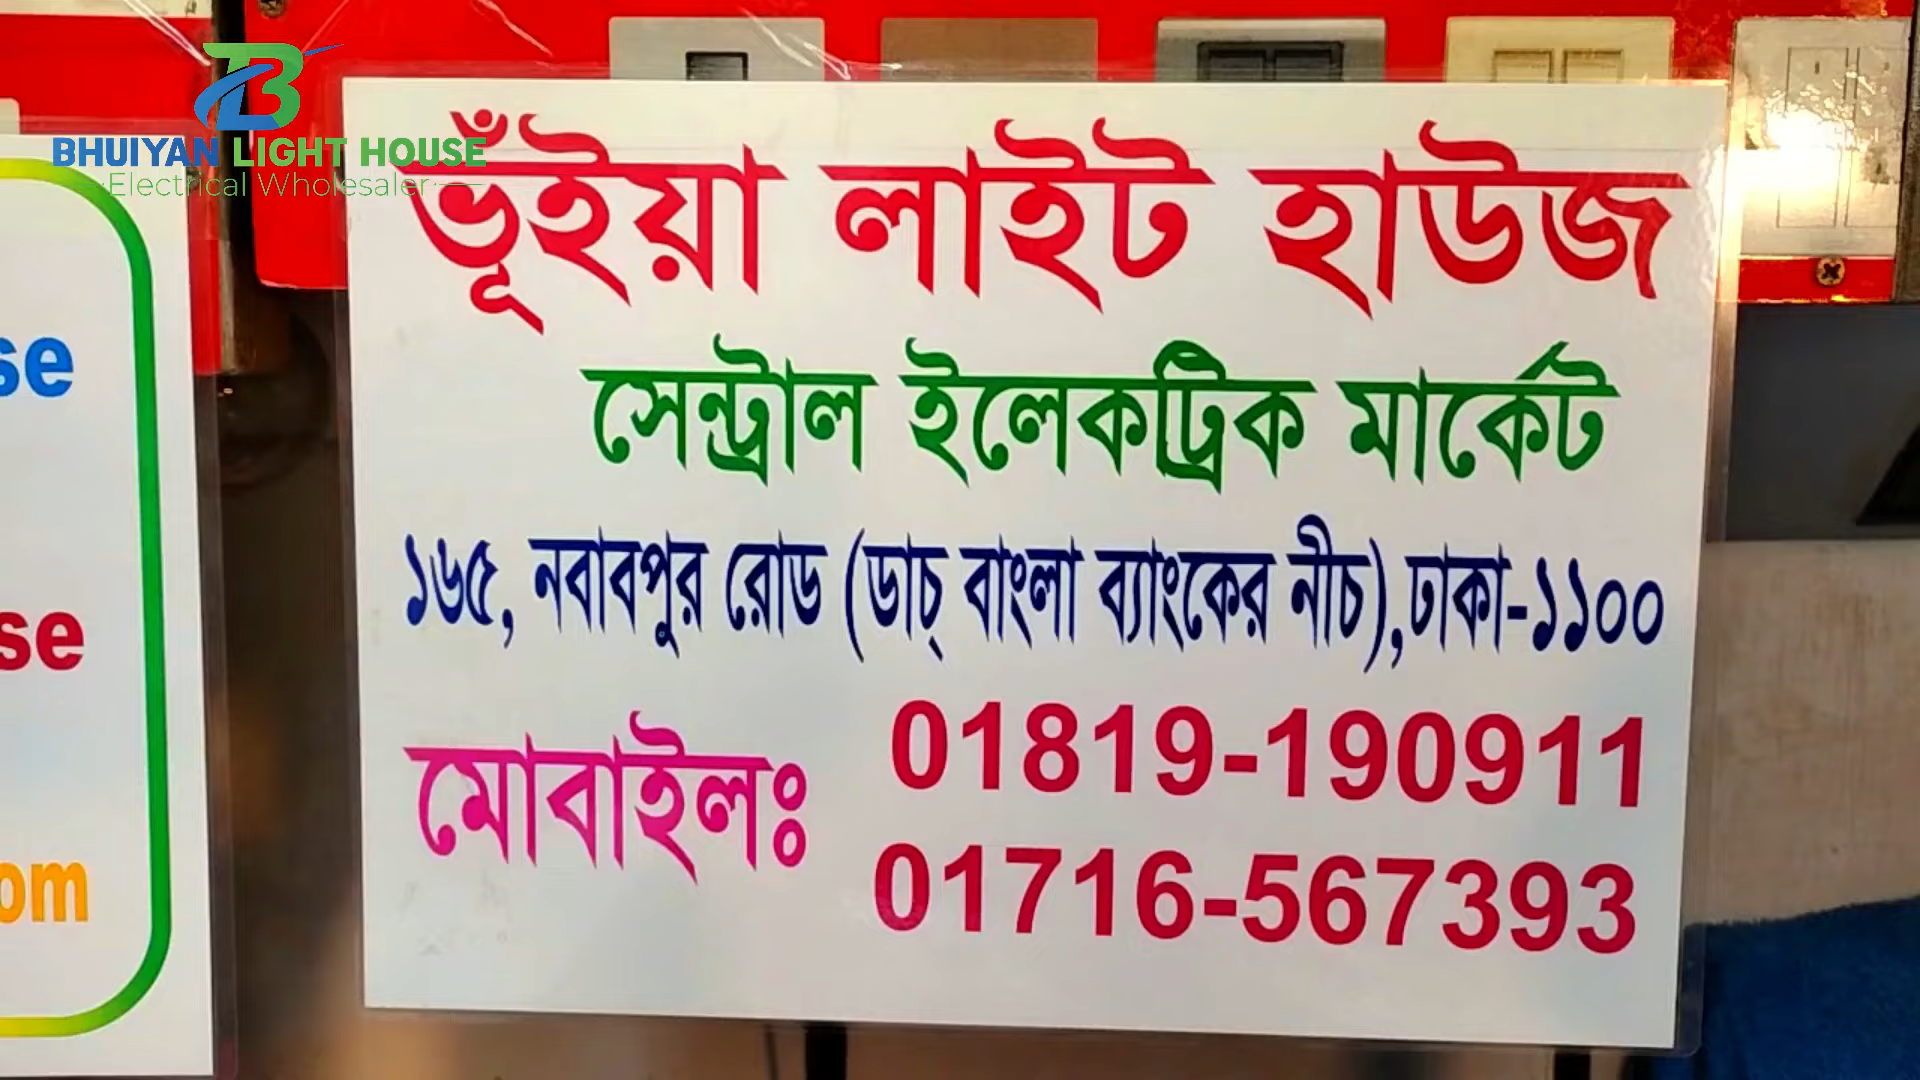 BHUIYAN LIGHT HOUSE
Electrical Wholesaler
ভূঁইয়া লাইট হাউজ
সেন্ট্রাল ইলেকট্রিক মার্কেট
১৬৫, নবাবপুর রোড (ডাচ্ বাংলা ব্যাংকের নীচ),ঢাকা-১১০০
মোবাইলঃ 01819-190911
01716-567393
se
se
om